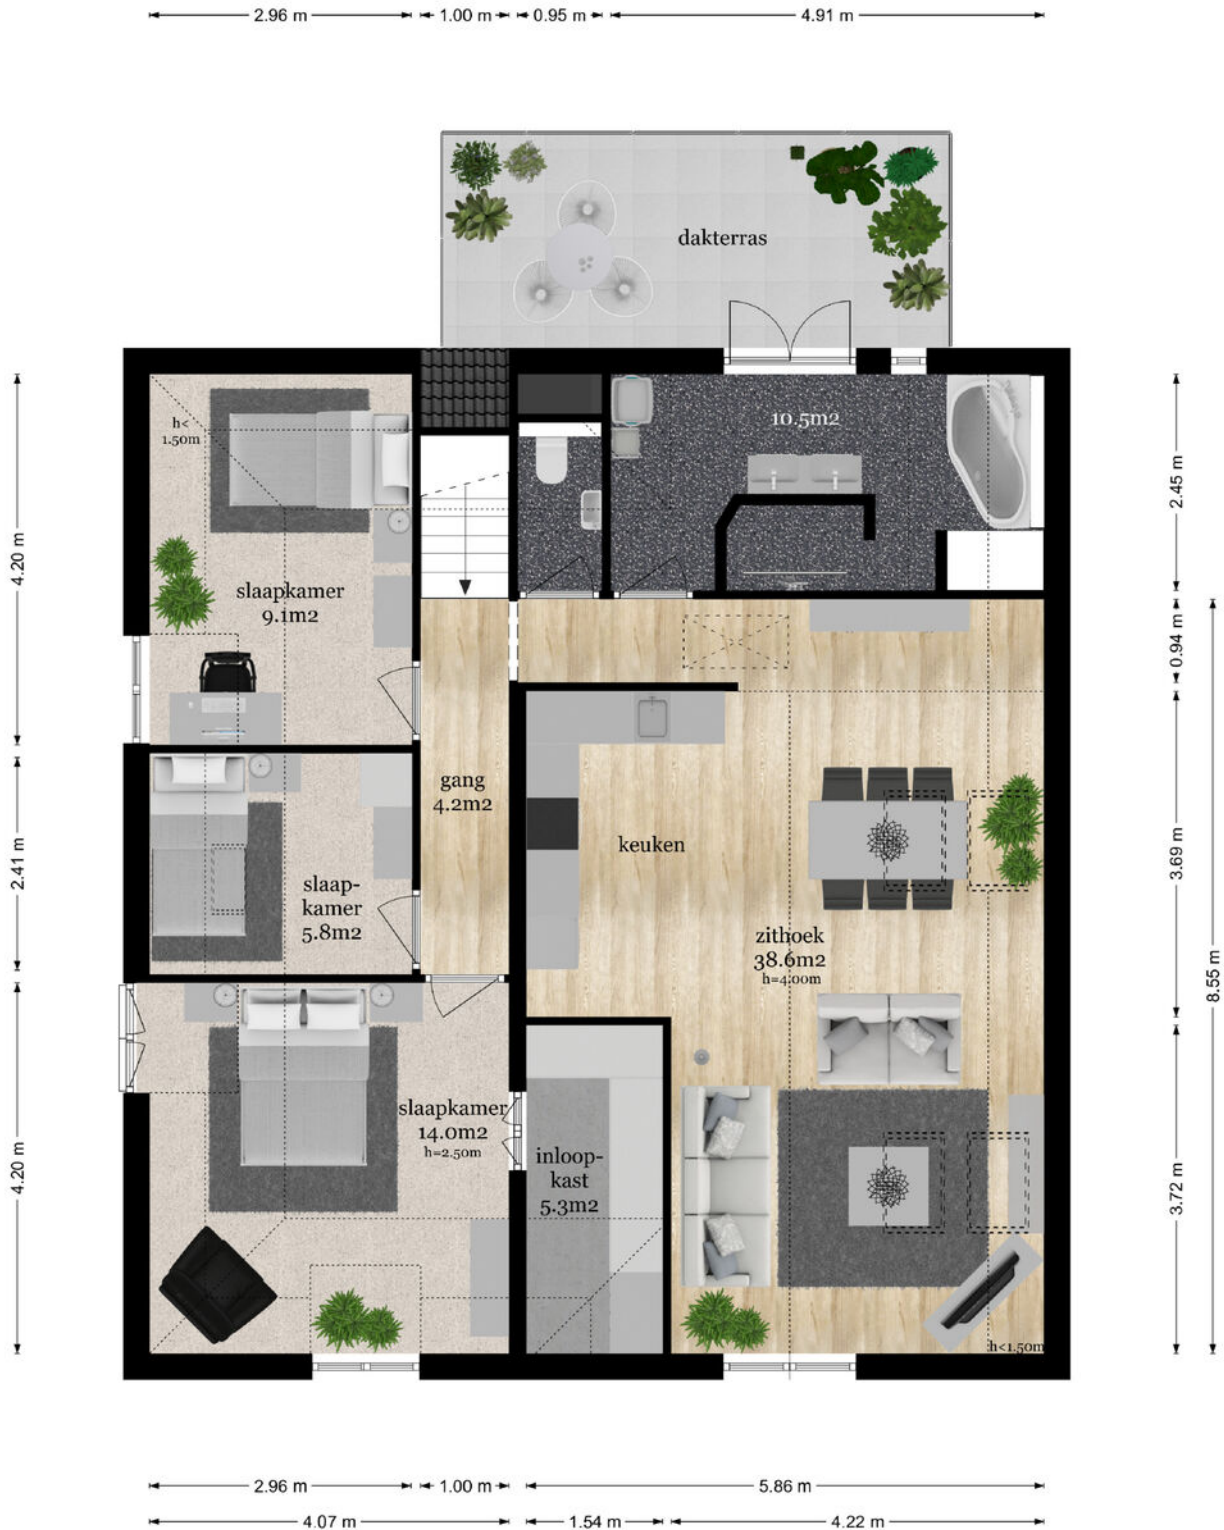 2.96 m
1.00 m
0.95 m
4.91 m
dakterras
h<
1.50m
10.5m2
2.45 m
4.20 m
slaapkamer
9.1m2
0.94 m
gang
4.2m2
keuken
2.41 m
3.69 m
slaap-
kamer
5.8m2
zithoek
38.6m2
h=4.00m
8.55 m
slaapkamer
14.0m2
h=2.50m
inloop-
kast
5.3m2
4.20 m
3.72 m
h<1.50m
2.96 m
1.00 m
5.86 m
4.07 m
1.54 m
4.22 m